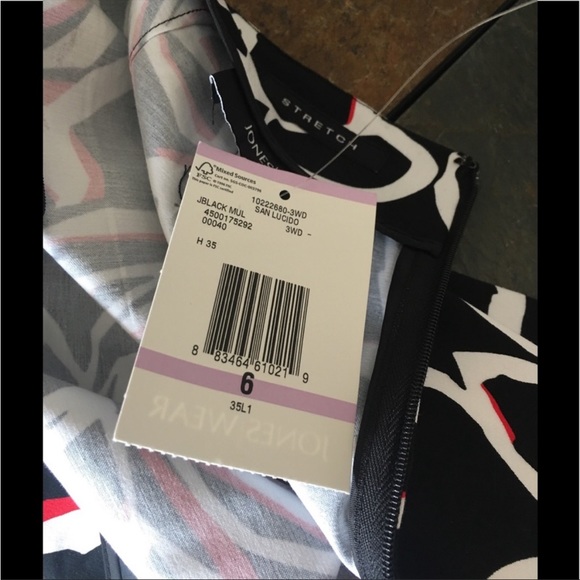 STRETCH
JONES
FSC
*Mixed Sources
10222680-3WD
JBLACK MUL SAN LUCIDO
4500175292 3WD -
00040
H 35
8 83464 61021 9
6
35L1
JONES WEAR